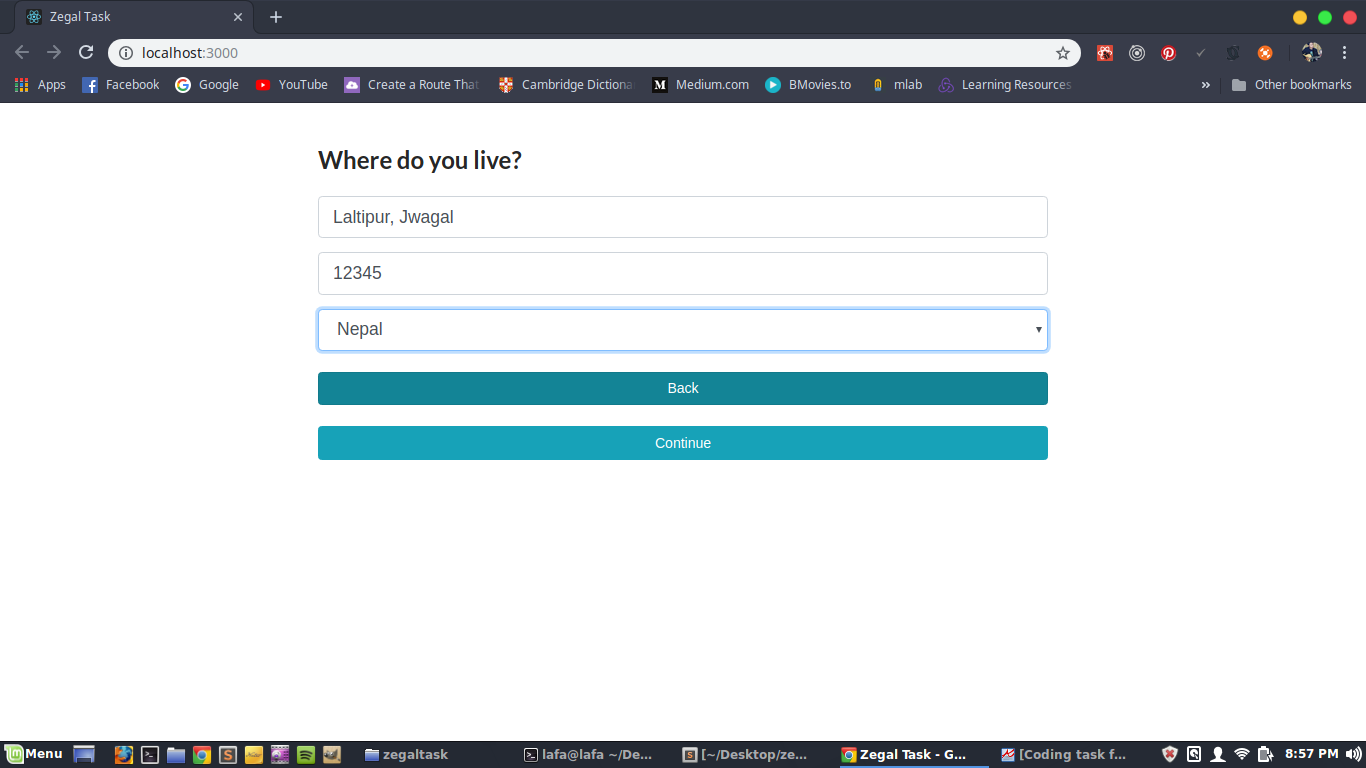 Zegal Task
localhost:3000
Apps Facebook Google YouTube Create a Route That Cambridge Dictiona Medium.com BMovies.to mlab Learning Resources » Other bookmarks
Where do you live?
Laltipur, Jwagal
12345
Nepal
Back
Continue
Menu zegaltask lafa@lafa ~/De... [~/Desktop/ze... Zegal Task - G... [Coding task f... 8:57 PM